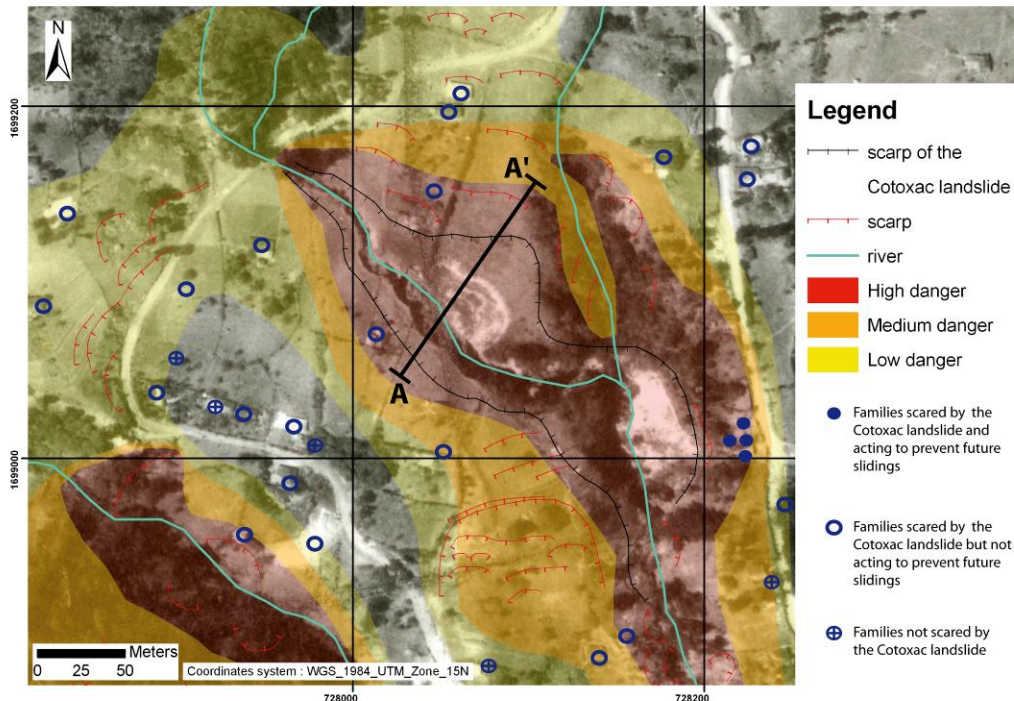 N
1699200
1699000
A'
A
0 50
Meters
Coordinates system : WGS_1984_UTM_Zone_15N
728000
728200
Legend
scarp of the
Cotoxac landslide
scarp
river
High danger
Medium danger
Low danger
Families scared by the
Cotoxac landslide and
acting to prevent future
slidings
Families scared by the
Cotoxac landslide but not
acting to prevent future
slidings
Families not scared by
the Cotoxac landslide